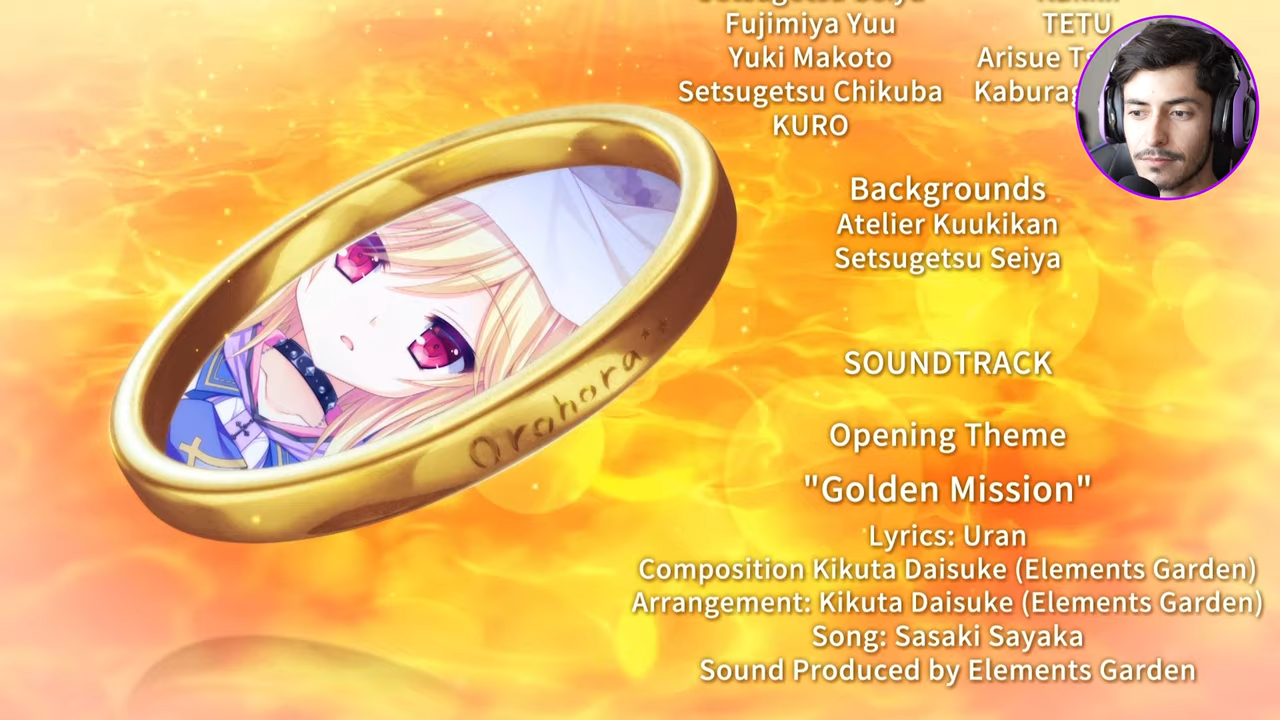 Fujimiya Yuu
TETU
Yuki Makoto
Arisue
Setsugetsu Chikuba
KURO
Backgrounds
Atelier Kuukikan
Setsugetsu Seiya
Orahora**
SOUNDTRACK
Opening Theme
"Golden Mission"
Lyrics: Uran
Composition Kikuta Daisuke (Elements Garden)
Arrangement: Kikuta Daisuke (Elements Garden)
Song: Sasaki Sayaka
Sound Produced by Elements Garden